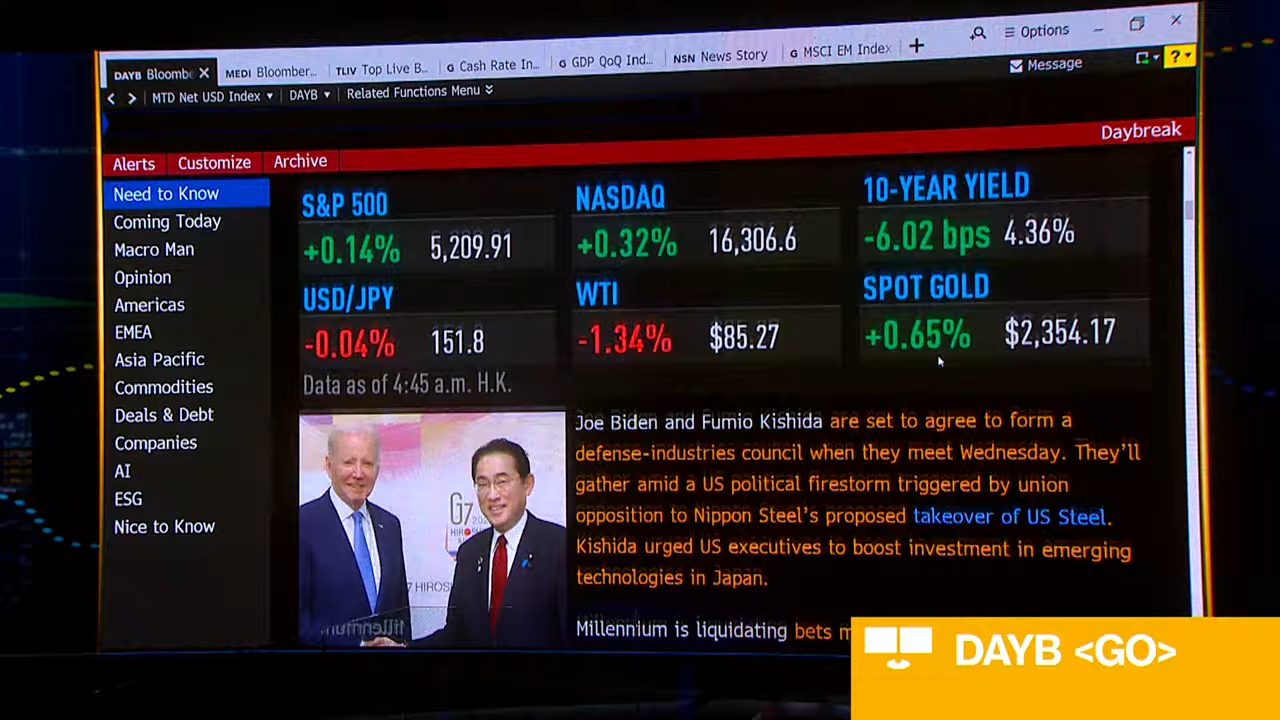 DAYB Bloombe
MEDI Bloomber...
TLIV Top Live B...
G Cash Rate In...
G GDP QoQ Ind...
NSN News Story
G MSCI EM Index
Options
MTD Net USD Index
DAYB
Related Functions Menu
Message
?
Daybreak
Alerts
Customize
Archive
Need to Know
Coming Today
Macro Man
Opinion
Americas
EMEA
Asia Pacific
Commodities
Deals & Debt
Companies
AI
ESG
Nice to Know
S&P 500
+0.14% 5,209.91
NASDAQ
+0.32% 16,306.6
10-YEAR YIELD
-6.02 bps 4.36%
USD/JPY
-0.04% 151.8
WTI
-1.34% $85.27
SPOT GOLD
+0.65% $2,354.17
Data as of 4:45 a.m. H.K.
G7
Joe Biden and Fumio Kishida are set to agree to form a
defense-industries council when they meet Wednesday. They'll
gather amid a US political firestorm triggered by union
opposition to Nippon Steel's proposed takeover of US Steel.
Kishida urged US executives to boost investment in emerging
technologies in Japan.
Millennium is liquidating bets
DAYB <GO>